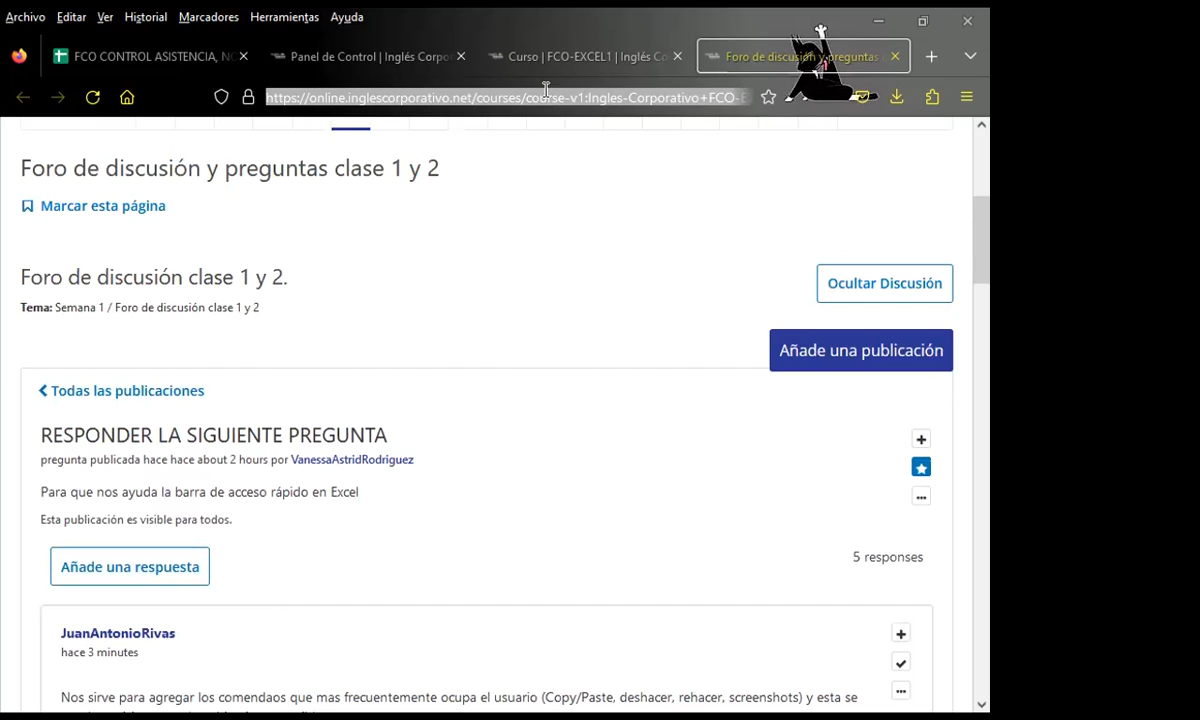 Archivo Editar Ver Historial Marcadores Herramientas Ayuda
FCO CONTROL ASISTENCIA, NO
Panel de Control | Inglés Corpo
Curso | FCO-EXCEL1 | Inglés Co
Foro de discusión y preguntas
https://online.inglescorporativo.net/courses/course-v1:Ingles-Corporativo+FCO-E
Foro de discusión y preguntas clase 1 y 2
Marcar esta página
Foro de discusión clase 1 y 2.
Ocultar Discusión
Tema: Semana 1 / Foro de discusión clase 1 y 2
Añade una publicación
Todas las publicaciones
RESPONDER LA SIGUIENTE PREGUNTA
pregunta publicada hace hace about 2 hours por VanessaAstridRodriguez
Para que nos ayuda la barra de acceso rápido en Excel
Esta publicación es visible para todos.
Añade una respuesta
5 responses
JuanAntonioRivas
hace 3 minutes
Nos sirve para agregar los comendaos que mas frecuentemente ocupa el usuario (Copy/Paste, deshacer, rehacer, screenshots) y esta se